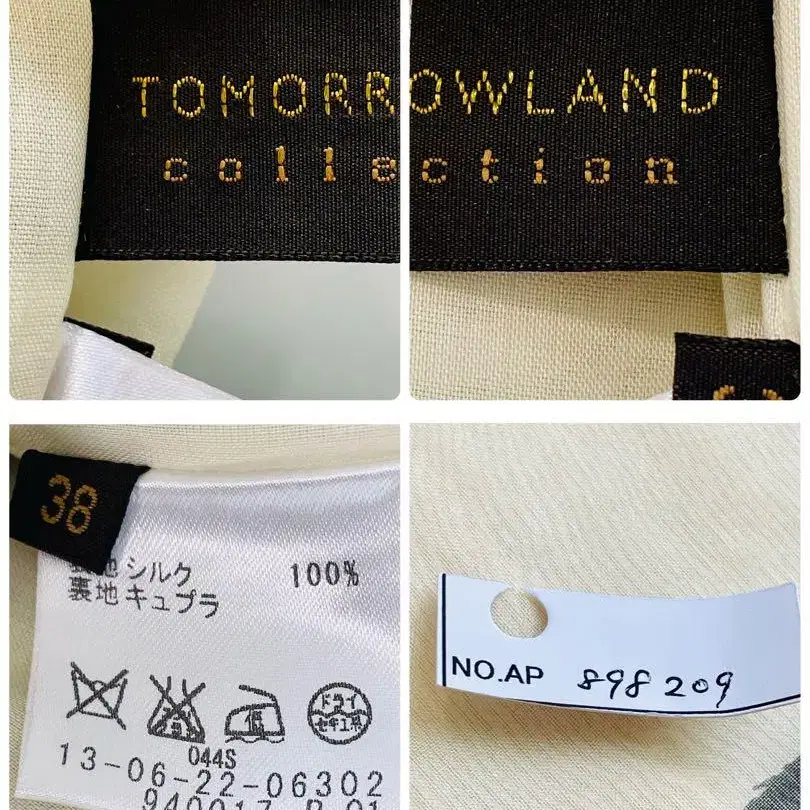 TOMORROWLAND
collection
38
シルク 100%
裏地 キュプラ
ドライ
セキユ系
044S
13-06-22-06302
NO.AP 898209